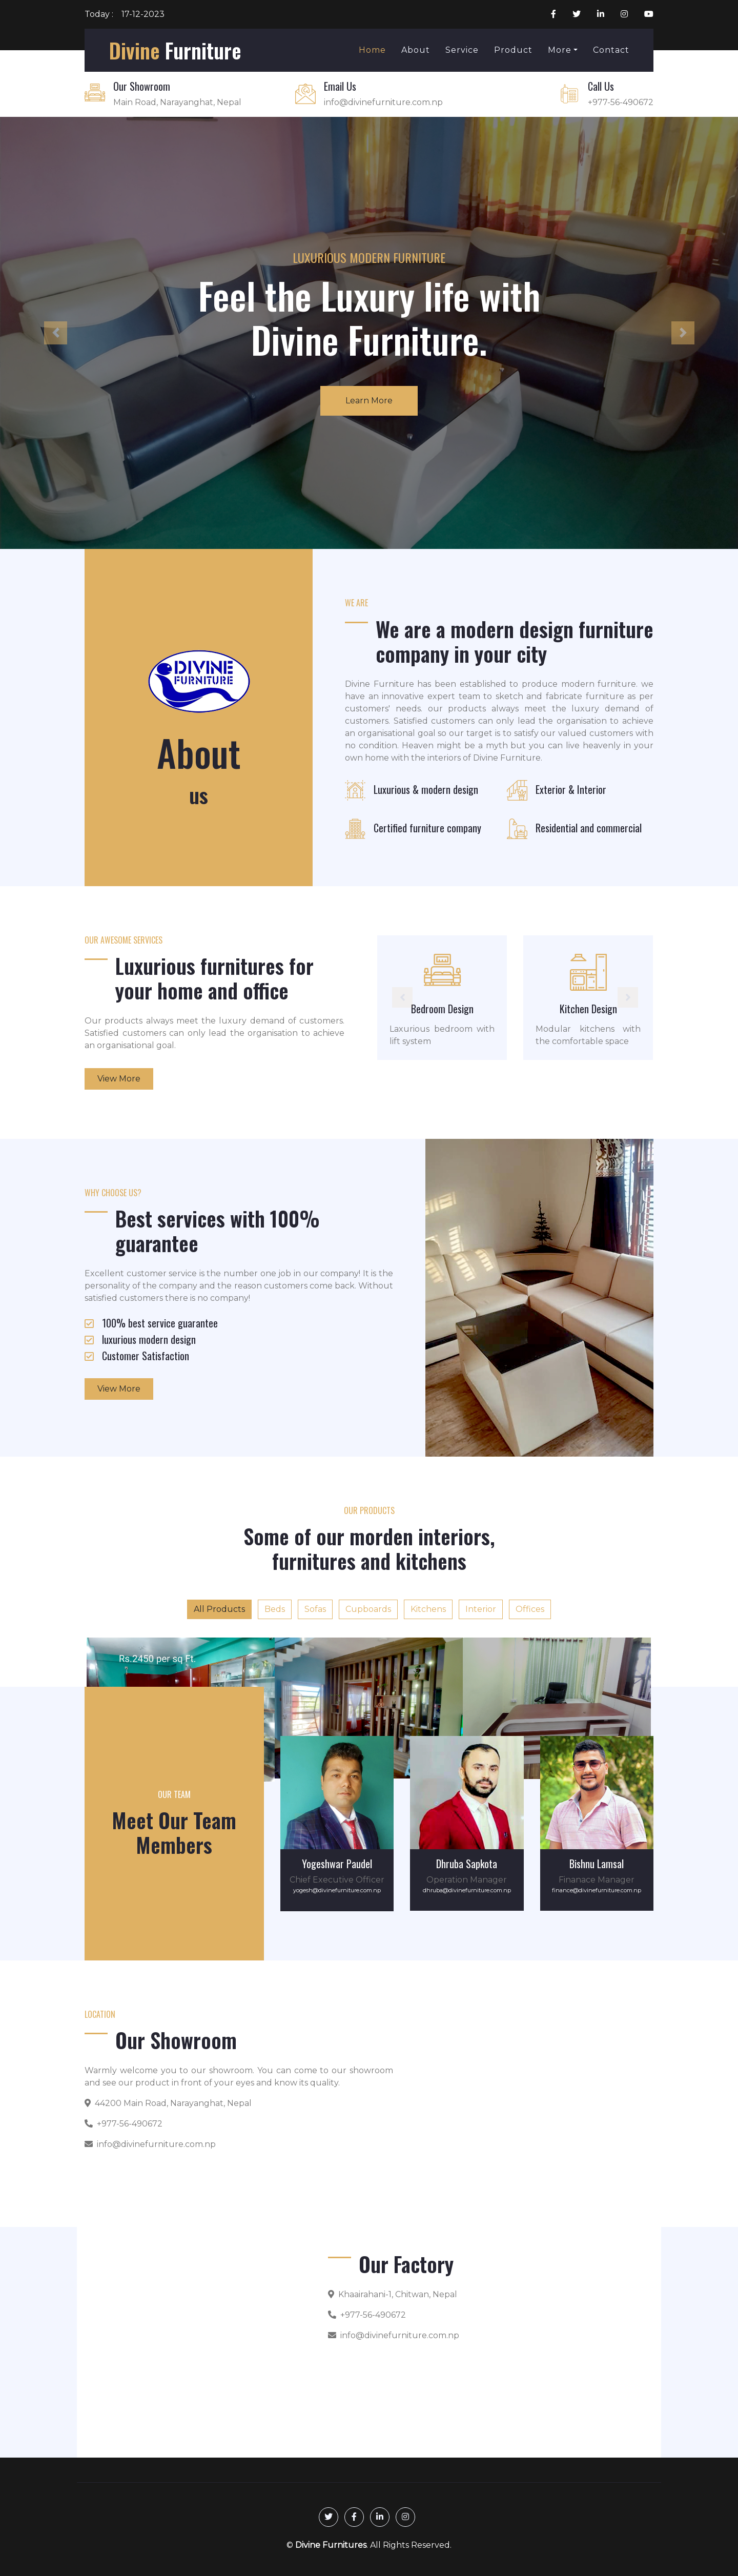 Today : 17-12-2023
Divine Furniture
Home About Service Product More Contact
Our Showroom
Main Road, Narayanghat, Nepal
Email Us
info@divinefurniture.com.np
Call Us
+977-56-490672
LUXURIOUS MODERN FURNITURE
Feel the Luxury life with
Divine Furniture.
Learn More
DIVINE
FURNITURE
About
us
WE ARE
We are a modern design furniture
company in your city
Divine Furniture has been established to produce modern furniture. we
have an innovative expert team to sketch and fabricate furniture as per
customers' needs. our products always meet the luxury demand of
customers. Satisfied customers can only lead the organisation to achieve
an organisational goal so our target is to satisfy our valued customers with
no condition. Heaven might be a myth but you can live heavenly in your
own home with the interiors of Divine Furniture.
Luxurious & modern design
Exterior & Interior
Certified furniture company
Residential and commercial
OUR AWESOME SERVICES
Luxurious furnitures for
your home and office
Our products always meet the luxury demand of customers.
Satisfied customers can only lead the organisation to achieve
an organisational goal.
View More
Bedroom Design
Laxurious bedroom with
lift system
Kitchen Design
Modular kitchens with
the comfortable space
WHY CHOOSE US?
Best services with 100%
guarantee
Excellent customer service is the number one job in our company! It is the
personality of the company and the reason customers come back. Without
satisfied customers there is no company!
100% best service guarantee
luxurious modern design
Customer Satisfaction
View More
OUR PRODUCTS
Some of our morden interiors,
furnitures and kitchens
All Products Beds Sofas Cupboards Kitchens Interior Offices
Rs.2450 per sq Ft.
OUR TEAM
Meet Our Team
Members
Yogeshwar Paudel
Chief Executive Officer
yogesh@divinefurniture.com.np
Dhruba Sapkota
Operation Manager
dhruba@divinefurniture.com.np
Bishnu Lamsal
Finanace Manager
finance@divinefurniture.com.np
LOCATION
Our Showroom
Warmly welcome you to our showroom. You can come to our showroom
and see our product in front of your eyes and know its quality.
44200 Main Road, Narayanghat, Nepal
+977-56-490672
info@divinefurniture.com.np
Our Factory
Khaairahani-1, Chitwan, Nepal
+977-56-490672
info@divinefurniture.com.np
© Divine Furnitures. All Rights Reserved.